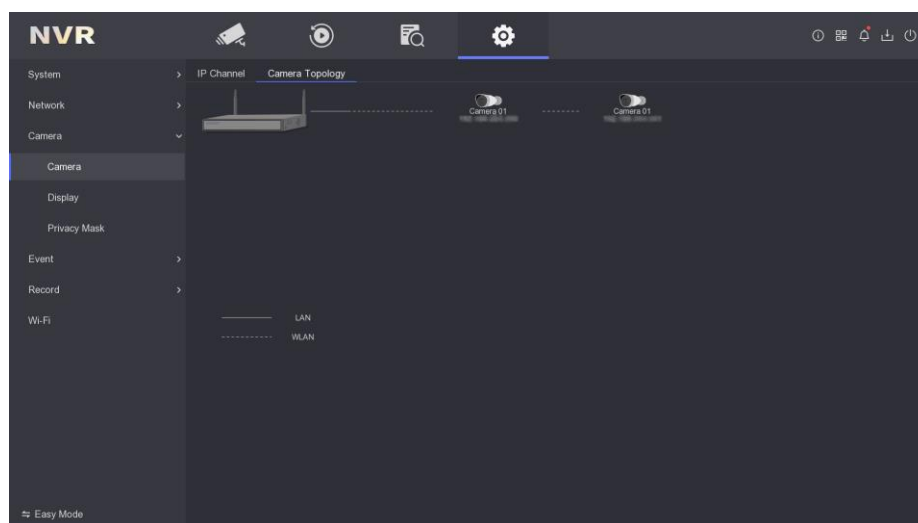 NVR
System
Network
Camera
Camera
Display
Privacy Mask
Event
Record
Wi-Fi
Easy Mode
IP Channel
Camera Topology
Camera 01
Camera 01
LAN
WLAN